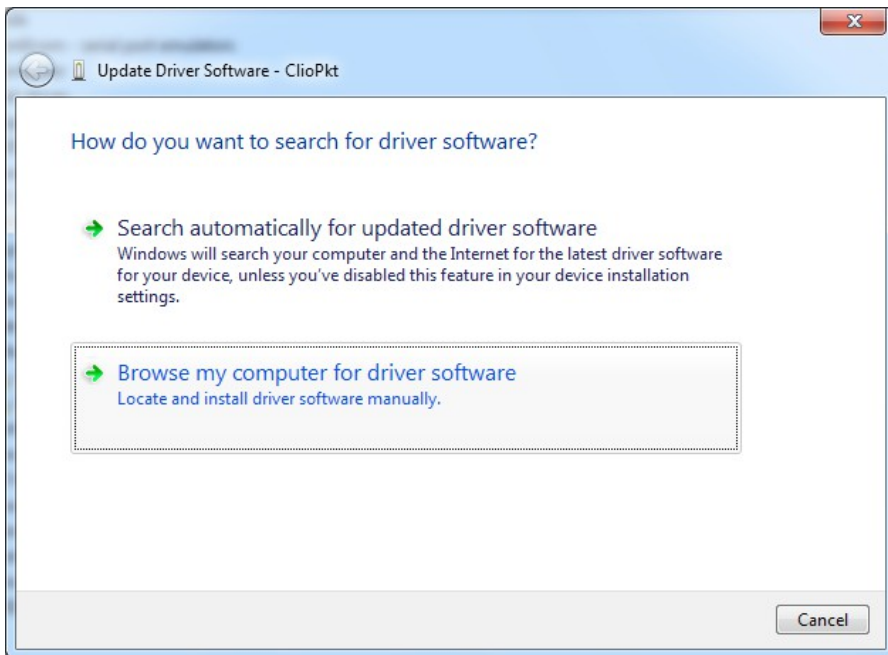 Update Driver Software - ClioPkt
How do you want to search for driver software?
Search automatically for updated driver software
Windows will search your computer and the Internet for the latest driver software
for your device, unless you've disabled this feature in your device installation
settings.
Browse my computer for driver software
Locate and install driver software manually.
Cancel